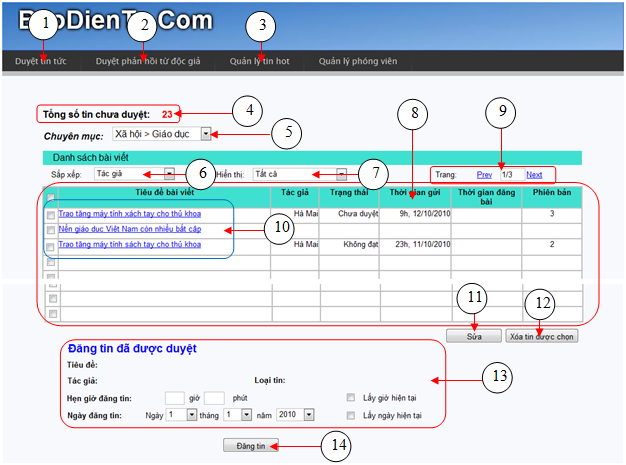 1 2 3
BaoDienTu.Com
Duyệt tin tức Duyệt phản hồi từ độc giả Quản lý tin hot Quản lý phóng viên
Tổng số tin chưa duyệt: 23 4 8 9
Chuyên mục: Xã hội > Giáo dục 5
Danh sách bài viết
Sắp xếp: Tác giả 6 Hiển thị: Tất cả 7 Trang: Prev 1/3 Next
Tiêu đề bài viết Tác giả Trạng thái Thời gian gửi Thời gian đăng bài Phiên bản
Trao tặng máy tính xách tay cho thủ khoa Hà Mai Chưa duyệt 9h, 12/10/2010 3
Nền giáo dục Việt Nam còn nhiều bất cập 10
Trao tặng máy tính sách tay cho thủ khoa Hà Mai Không đạt 23h, 11/10/2010 2
11 12
Sửa Xóa tin được chọn
Đăng tin đã được duyệt
Tiêu đề:
Tác giả: Loại tin: 13
Hẹn giờ đăng tin: giờ phút Lấy giờ hiện tại
Ngày đăng tin: Ngày 1 tháng 1 năm 2010 Lấy ngày hiện tại
Đăng tin 14